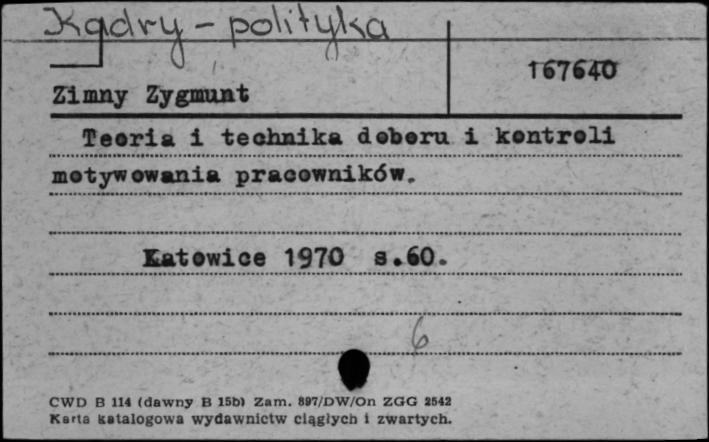 Kadry - polityka
167640
Zimny Zygmunt
Teoria i technika doboru i kontroli
motywowania pracowników.
Katowice 1970 s.60.
6
CWD B 114 (dawny B 15b) Zam. 897/DW/On ZGG 2542
Karta katalogowa wydawnictw ciągłych i zwartych.